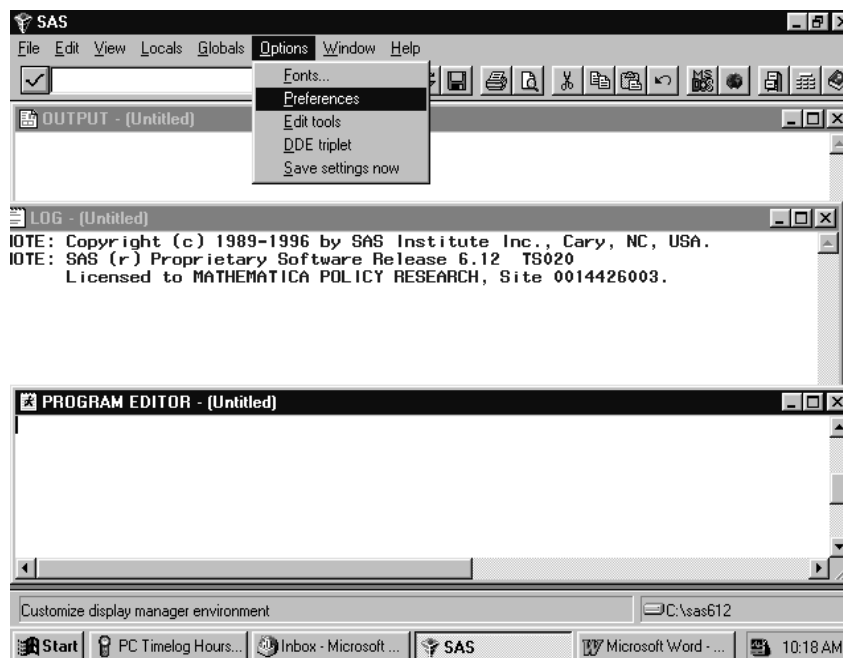 SAS
File Edit View Locals Globals Options Window Help
Fonts...
Preferences
Edit tools
DDE triplet
Save settings now
MS DOS
OUTPUT - (Untitled)
LOG - (Untitled)
IOTE: Copyright (c) 1989-1996 by SAS Institute Inc., Cary, NC, USA.
IOTE: SAS (r) Proprietary Software Release 6.12 TS020
Licensed to MATHEMATICA POLICY RESEARCH, Site 0014426003.
PROGRAM EDITOR - (Untitled)
Customize display manager environment C:\sas612
Start PC Timelog Hours... Inbox - Microsoft ... SAS Microsoft Word - ... 10:18 AM